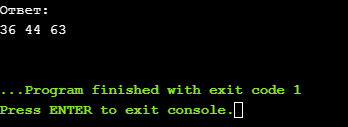 Ответ:
36 44 63
...Program finished with exit code 1
Press ENTER to exit console.